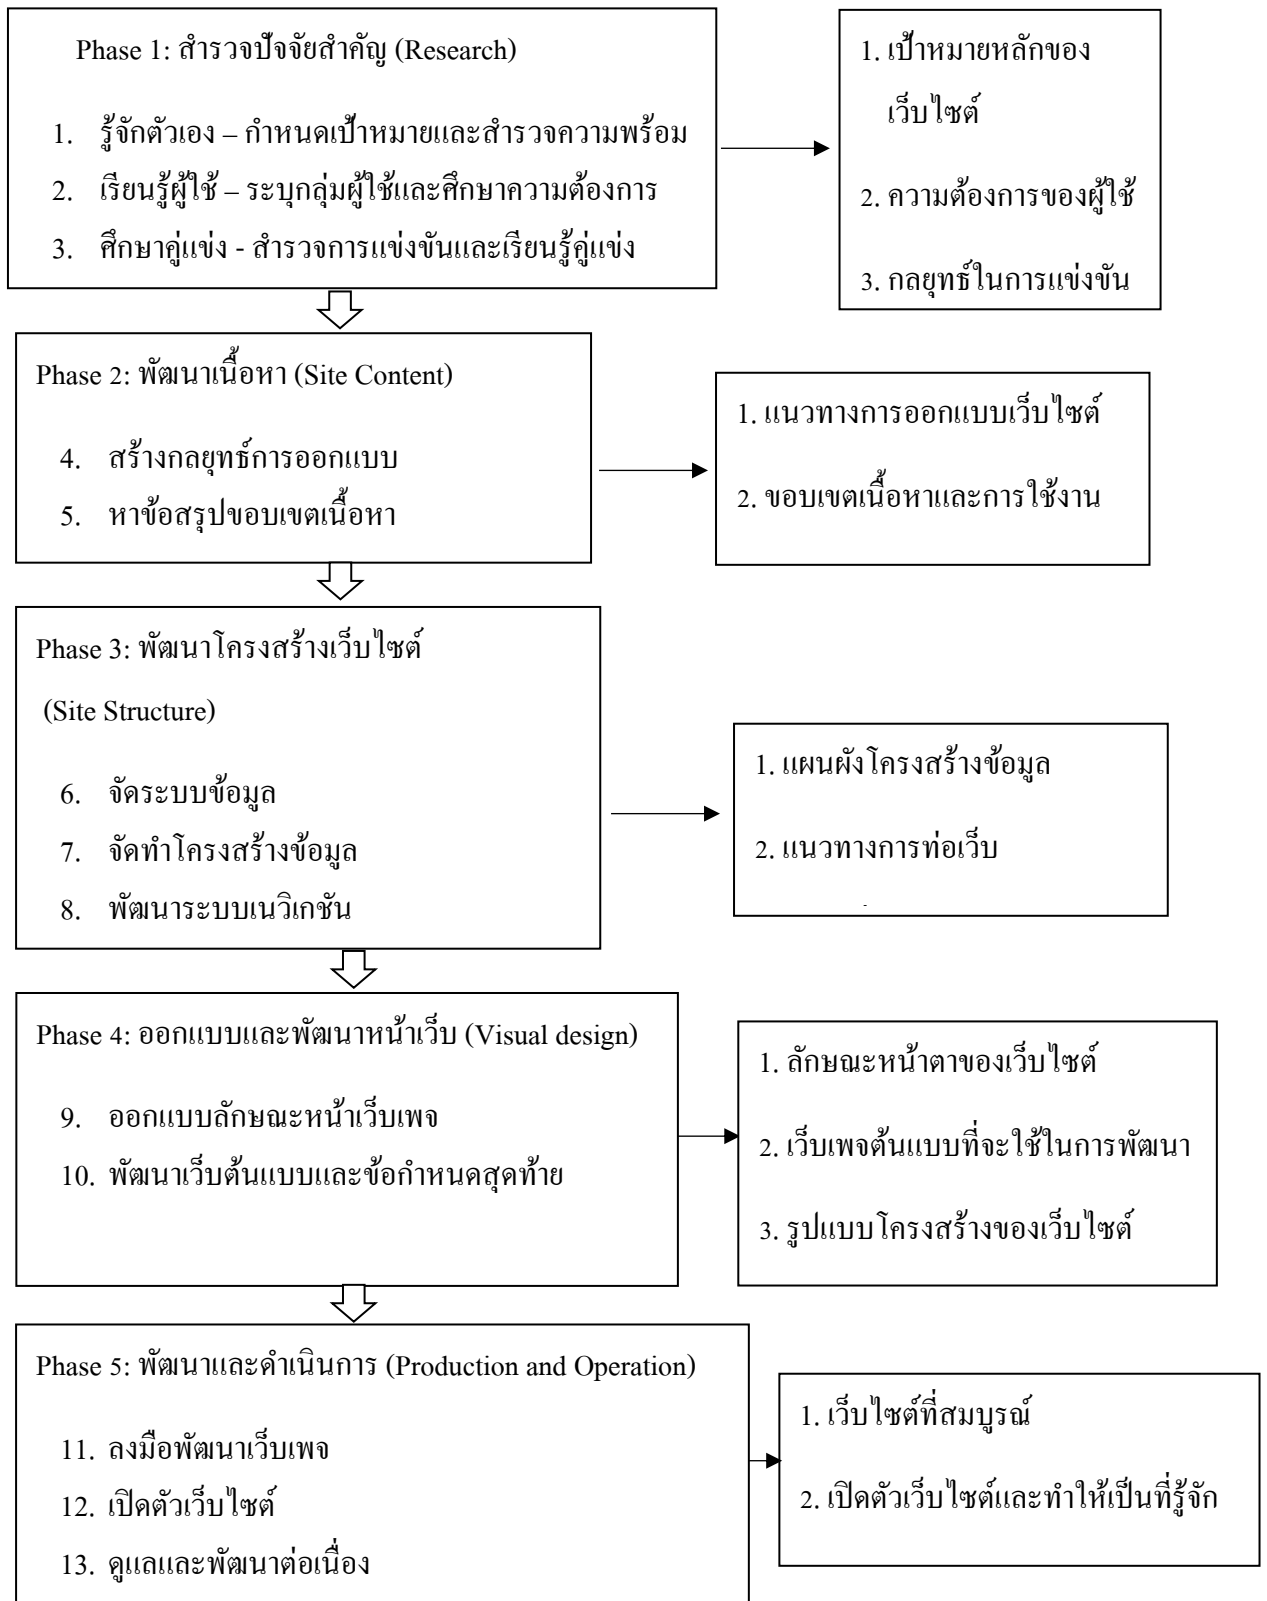 Phase 1: สำรวจปัจจัยสำคัญ (Research)
1. รู้จักตัวเอง – กำหนดเป้าหมายและสำรวจความพร้อม
2. เรียนรู้ผู้ใช้ – ระบุกลุ่มผู้ใช้และศึกษาความต้องการ
3. ศึกษาคู่แข่ง - สำรวจการแข่งขันและเรียนรู้คู่แข่ง
1. เป้าหมายหลักของ
เว็บไซต์
2. ความต้องการของผู้ใช้
3. กลยุทธ์ในการแข่งขัน
Phase 2: พัฒนาเนื้อหา (Site Content)
4. สร้างกลยุทธ์การออกแบบ
5. หาข้อสรุปขอบเขตเนื้อหา
1. แนวทางการออกแบบเว็บไซต์
2. ขอบเขตเนื้อหาและการใช้งาน
Phase 3: พัฒนาโครงสร้างเว็บไซต์
(Site Structure)
6. จัดระบบข้อมูล
7. จัดทำโครงสร้างข้อมูล
8. พัฒนาระบบเนวิเกชัน
1. แผนผังโครงสร้างข้อมูล
2. แนวทางการท่อเว็บ
Phase 4: ออกแบบและพัฒนาหน้าเว็บ (Visual design)
9. ออกแบบลักษณะหน้าเว็บเพจ
10. พัฒนาเว็บต้นแบบและข้อกำหนดสุดท้าย
1. ลักษณะหน้าตาของเว็บไซต์
2. เว็บเพจต้นแบบที่จะใช้ในการพัฒนา
3. รูปแบบโครงสร้างของเว็บไซต์
Phase 5: พัฒนาและดำเนินการ (Production and Operation)
11. ลงมือพัฒนาเว็บเพจ
12. เปิดตัวเว็บไซต์
13. ดูแลและพัฒนาต่อเนื่อง
1. เว็บไซต์ที่สมบูรณ์
2. เปิดตัวเว็บไซต์และทำให้เป็นที่รู้จัก